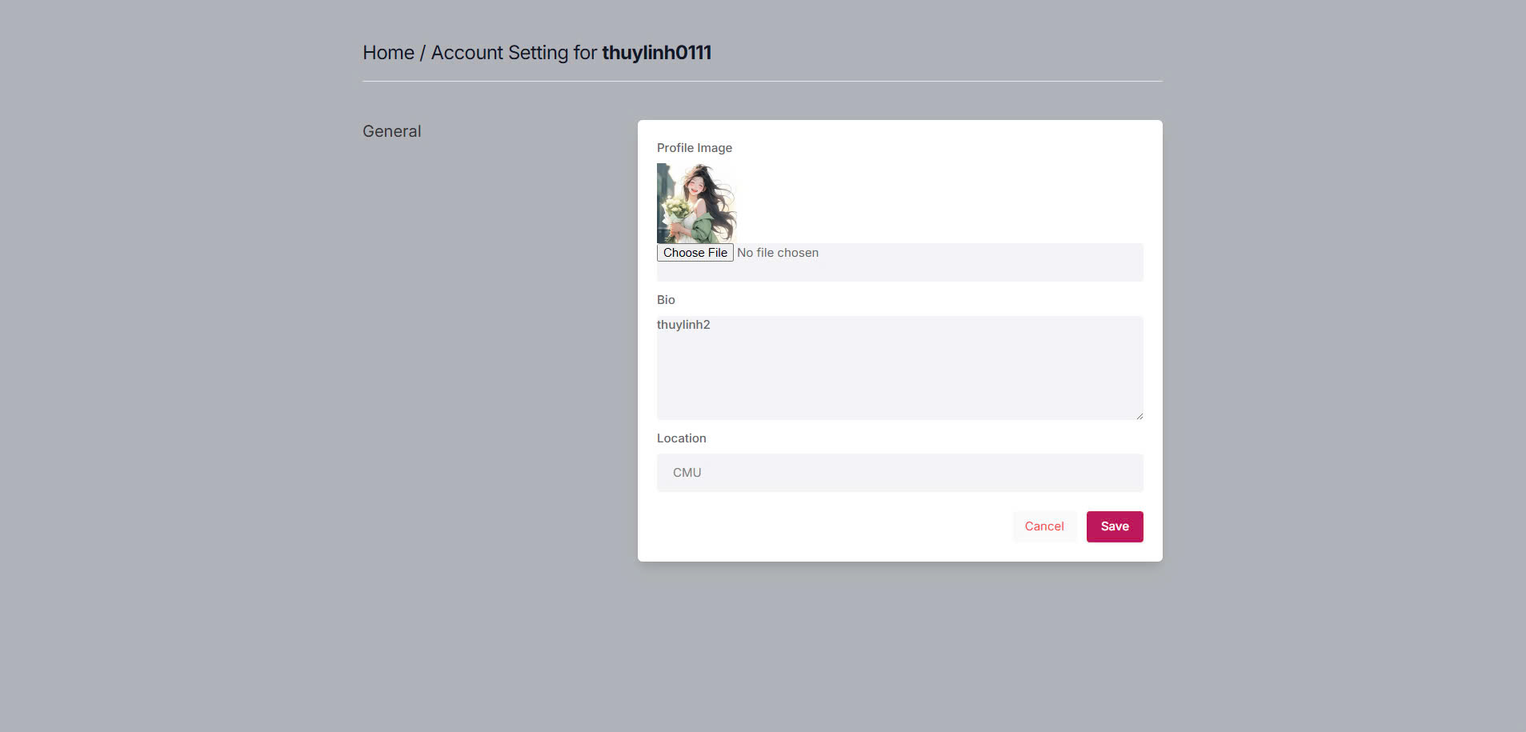 Home / Account Setting for thuylinh0111
General
Profile Image
Choose File No file chosen
Bio
thuylinh2
Location
CMU
Cancel Save